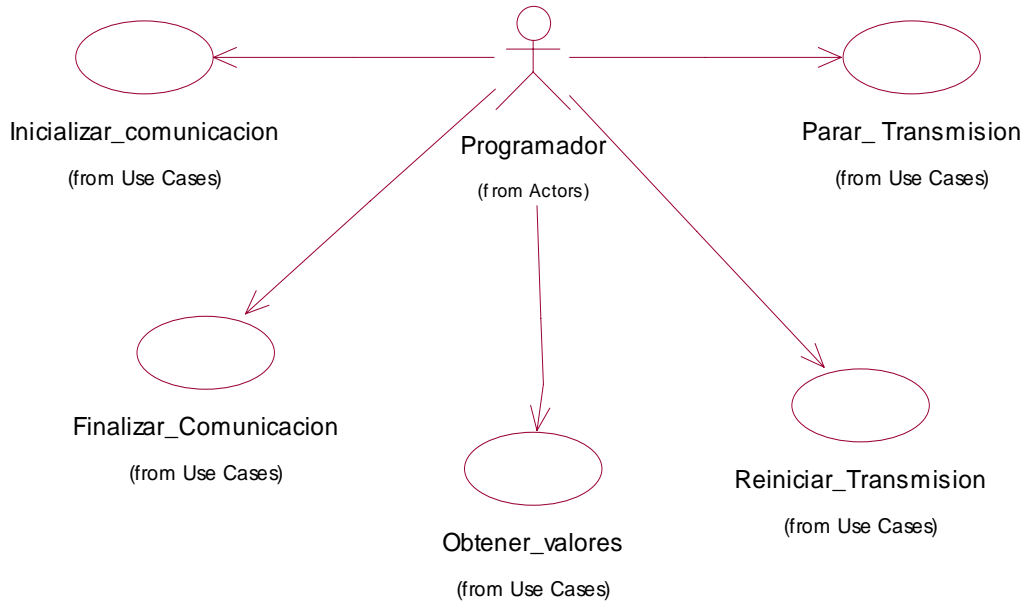 Inicializar_comunicacion
(from Use Cases)
Programador
(from Actors)
Parar_ Transmision
(from Use Cases)
Finalizar_Comunicacion
(from Use Cases)
Obtener_valores
(from Use Cases)
Reiniciar_Transmision
(from Use Cases)